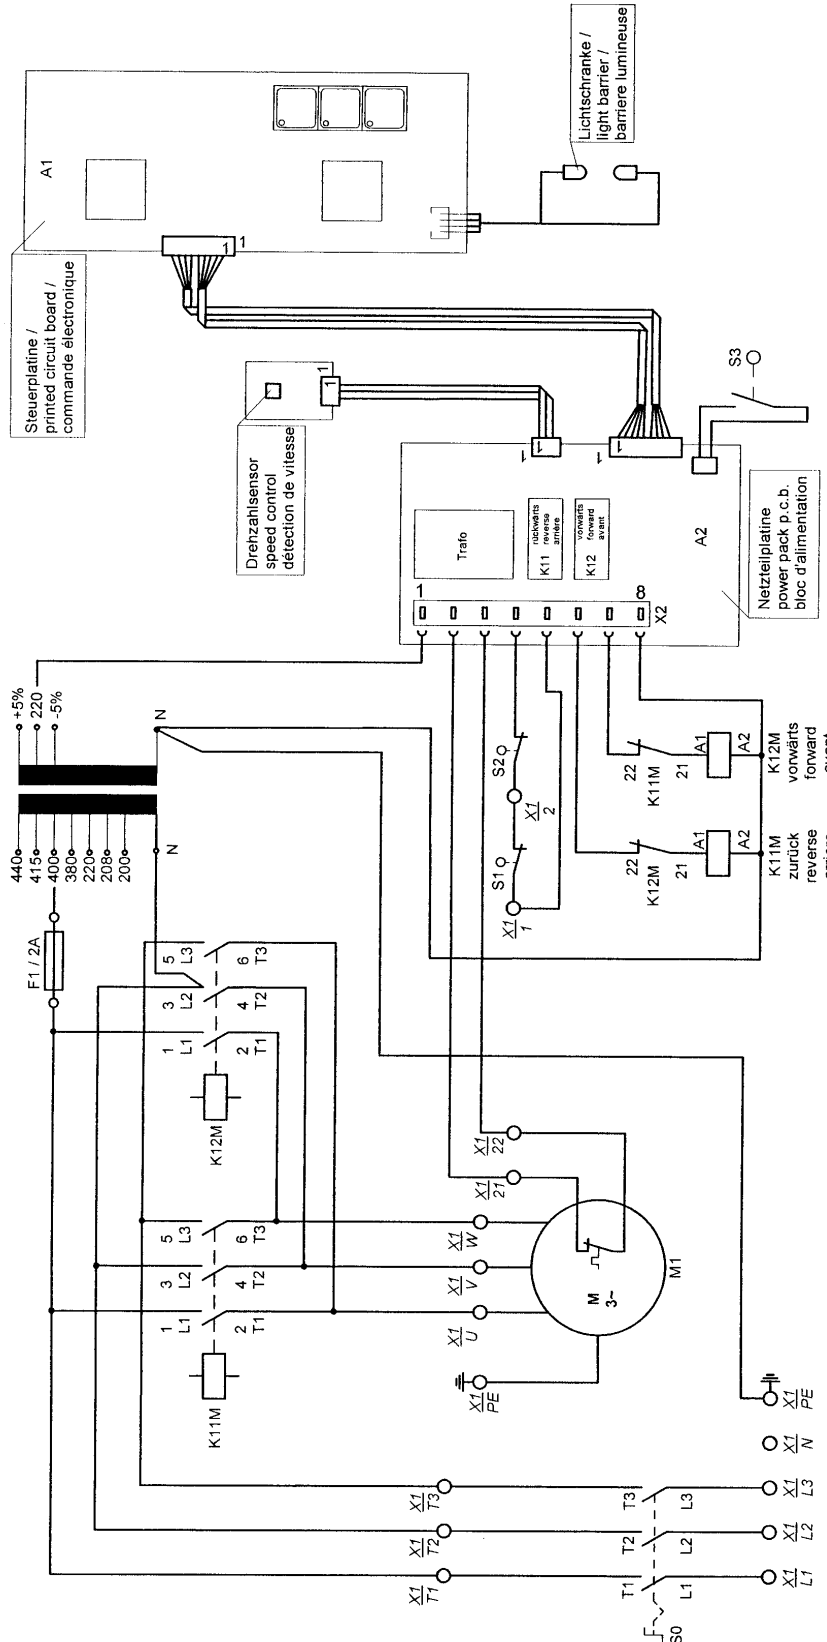 Steuerplatine /
printed circuit board /
commande électronique
A1
1
1
Lichtschranke /
light barrier /
barriere lumineuse
Drehzahlsensor
speed control
détection de vitesse
1
1
1
1
1
S3
Trafo
K11
rückwärts
reverse
arrière
K12
vorwärts
forward
avant
A2
1
8
X2
Netzteilplatine
power pack p.c.b.
bloc d'alimentation
+5%
220
-5%
N
440
415
400
380
220
208
200
N
F1 / 2A
S2
X1
2
S1
X1
1
22
K11M
21
A1
A2
K12M
vorwärts
forward
22
K12M
21
A1
A2
K11M
zurück
reverse
5
L3
6
T3
3
L2
4
T2
1
L1
2
T1
K12M
5
L3
6
T3
3
L2
4
T2
1
L1
2
T1
K11M
X1
22
X1
21
X1
W
X1
V
X1
U
X1
PE
M
3~
M1
X1
T3
X1
T2
X1
T1
T3
L3
T2
L2
T1
L1
S0
X1
PE
X1
N
X1
L3
X1
L2
X1
L1